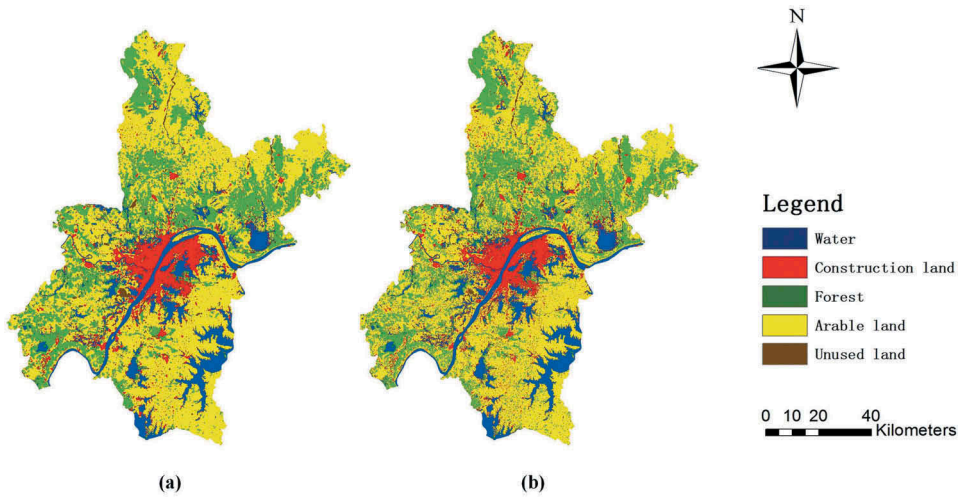 N
Legend
Water
Construction land
Forest
Arable land
Unused land
0 10 20 40
Kilometers
(a) (b)